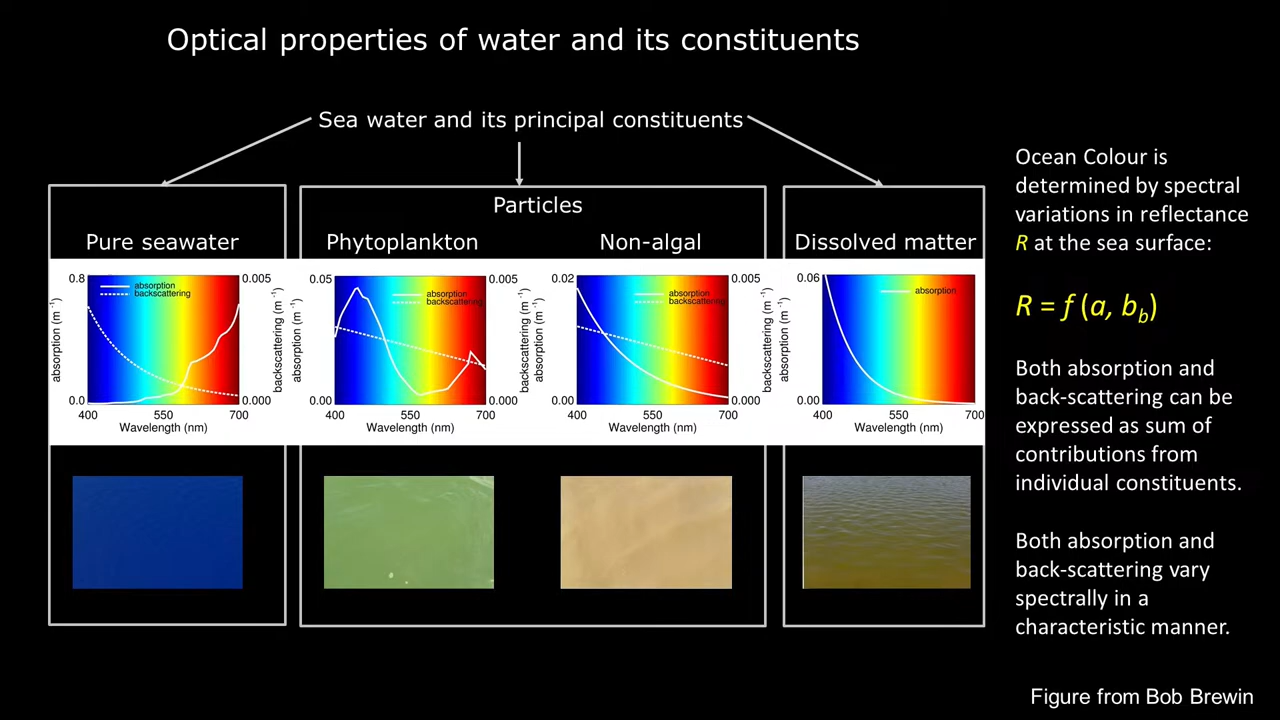 Optical properties of water and its constituents
Sea water and its principal constituents
Particles
Pure seawater
Phytoplankton
Non-algal
Dissolved matter
0.8
0.0
absorption (m⁻¹)
absorption
backscattering
0.005
0.000
backscattering (m⁻¹)
400 550 700
Wavelength (nm)
0.05
0.00
absorption (m⁻¹)
absorption
backscattering
0.005
0.000
backscattering (m⁻¹)
400 550 700
Wavelength (nm)
0.02
0.00
absorption (m⁻¹)
absorption
backscattering
0.005
0.000
backscattering (m⁻¹)
400 550 700
Wavelength (nm)
0.06
0.00
absorption (m⁻¹)
absorption
400 550 700
Wavelength (nm)
Ocean Colour is
determined by spectral
variations in reflectance
R at the sea surface:
R = f (a, b_b)
Both absorption and
back-scattering can be
expressed as sum of
contributions from
individual constituents.
Both absorption and
back-scattering vary
spectrally in a
characteristic manner.
Figure from Bob Brewin